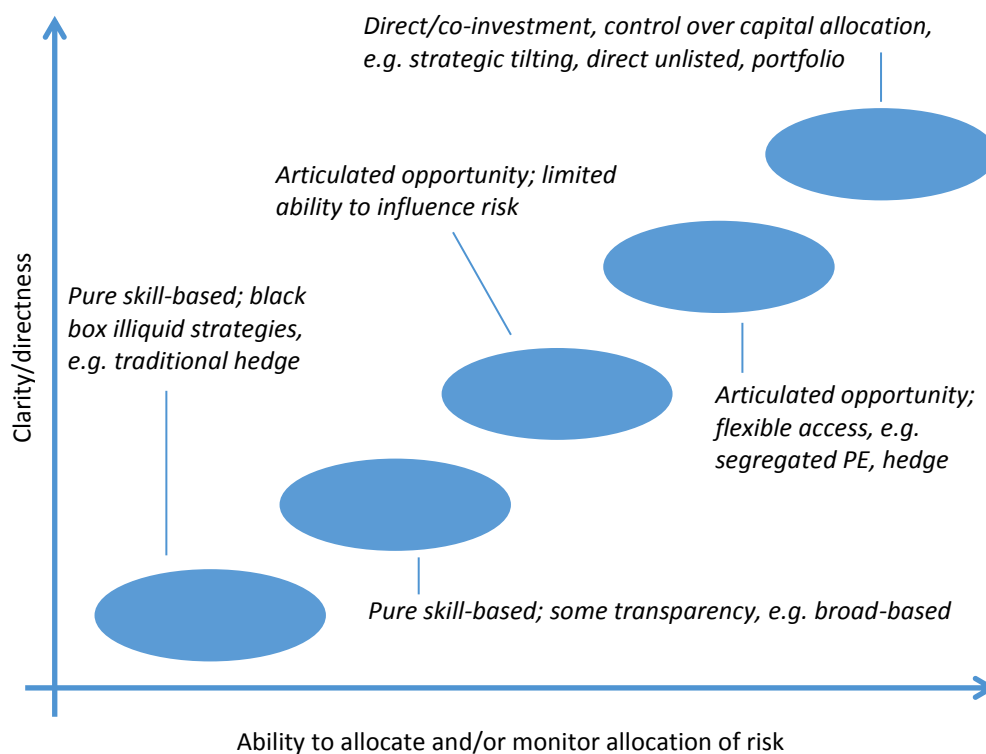 Direct/co-investment, control over capital allocation,
e.g. strategic tilting, direct unlisted, portfolio
Articulated opportunity; limited
ability to influence risk
Pure skill-based; black
box illiquid strategies,
e.g. traditional hedge
Articulated opportunity;
flexible access, e.g.
segregated PE, hedge
Pure skill-based; some transparency, e.g. broad-based
Clarity/directness
Ability to allocate and/or monitor allocation of risk